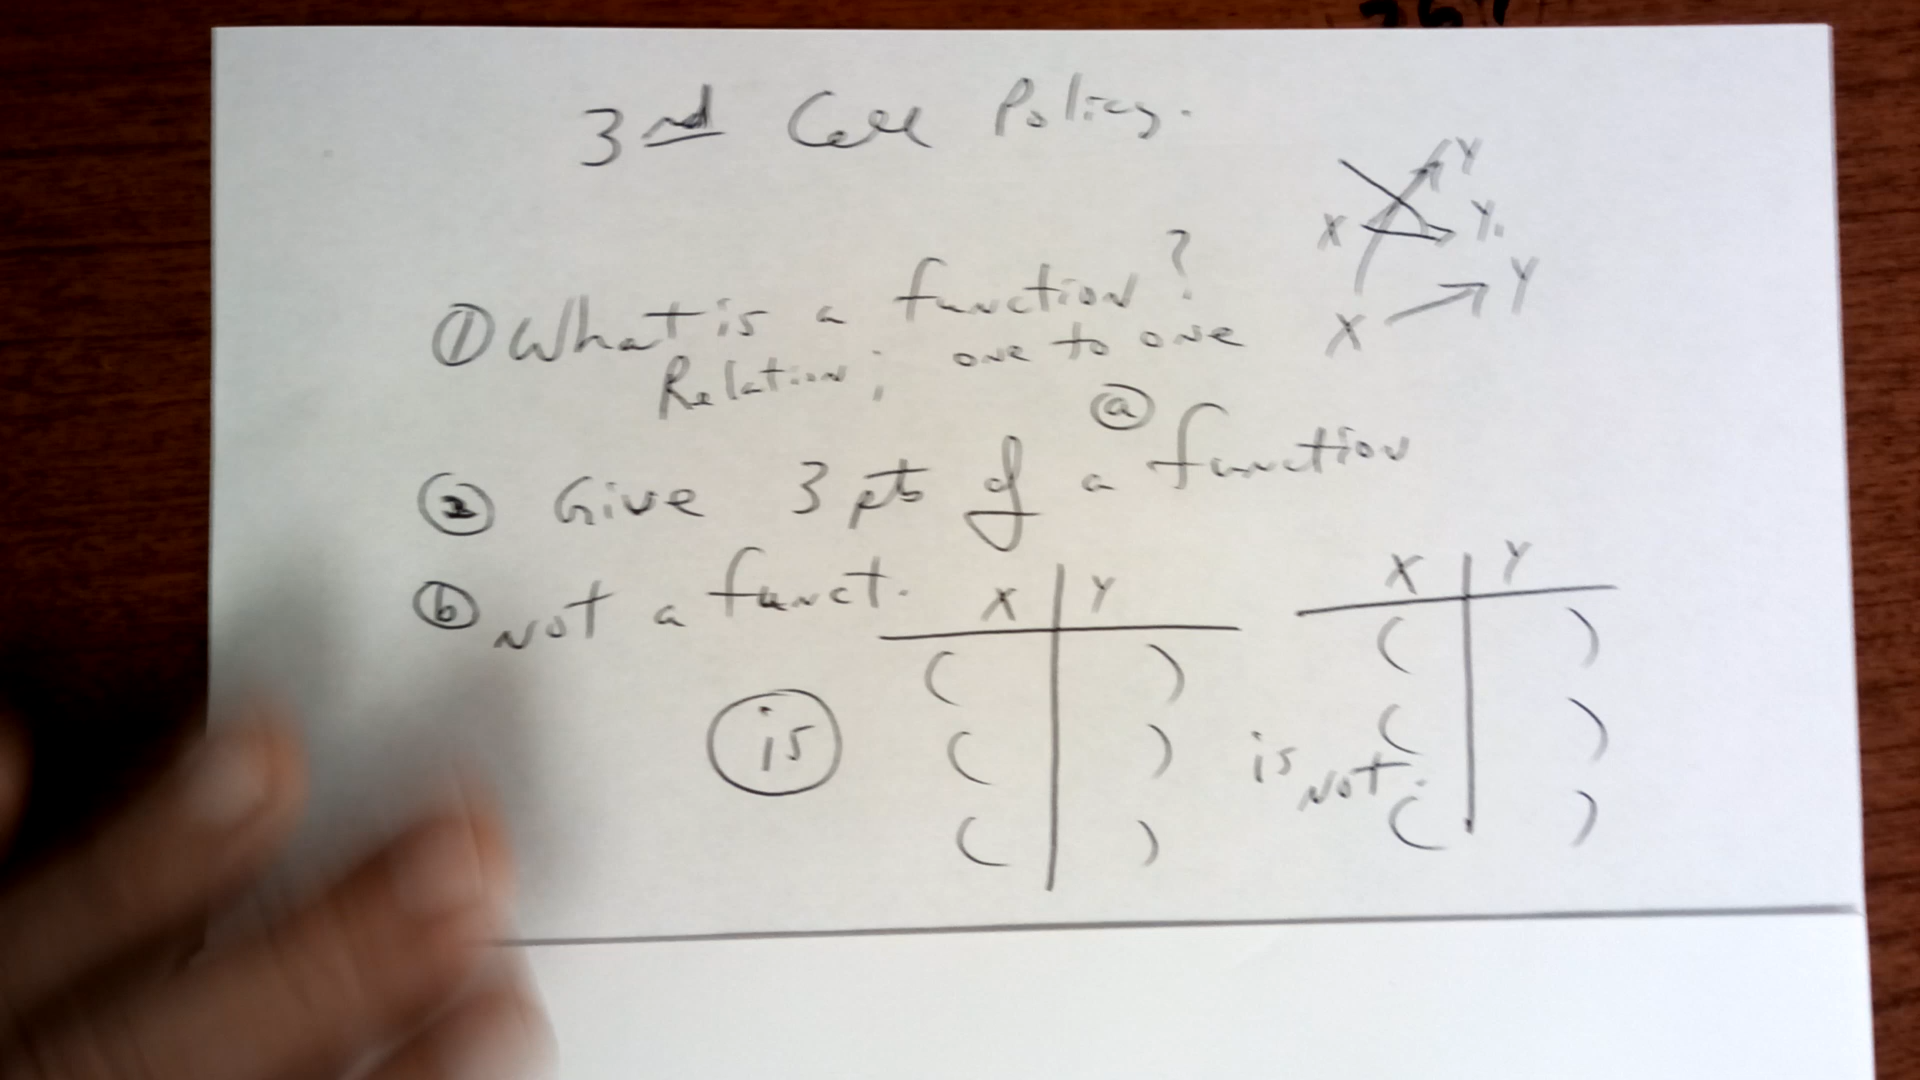 3rd Cell Policy.
① What is a function?
Relation; one to one
X Y
Y.
X Y
② Give 3 pts of a ⓐ function
ⓑ Not a funct.
X Y
( )
( )
( )
is
X Y
( )
( )
( )
is Not.